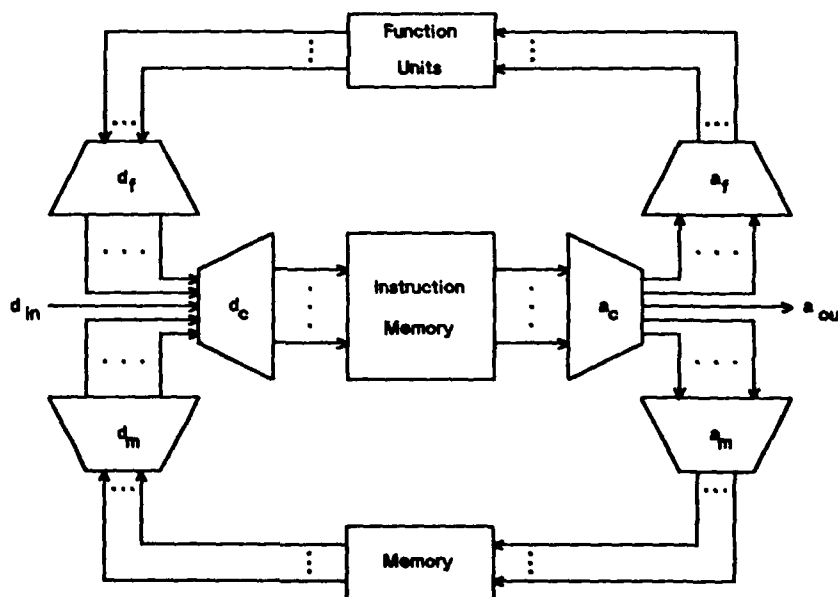 Function
Units
d_f
a_f
d_in
d_c
Instruction
Memory
a_c
a_ou
d_m
a_m
Memory